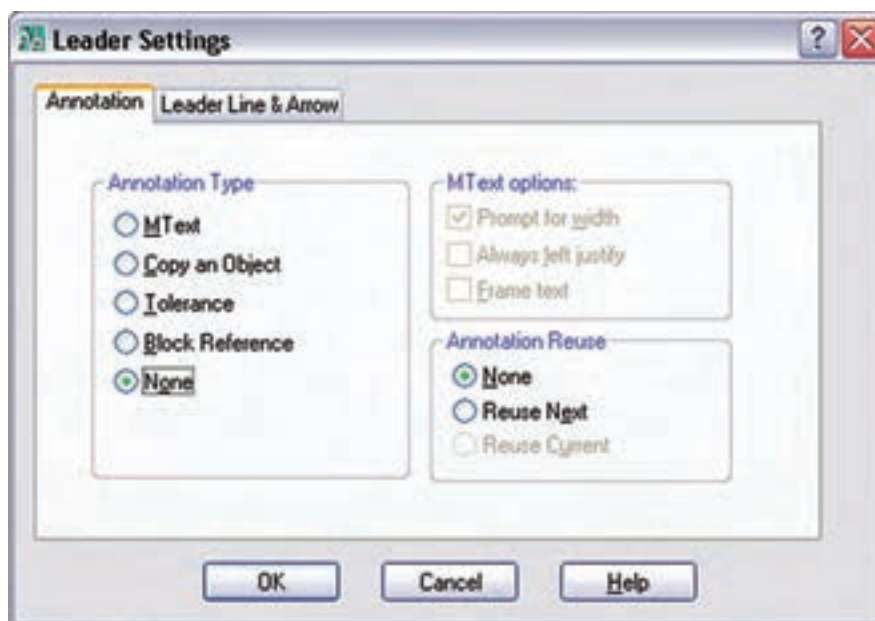 Leader Settings
Annotation
Leader Line & Arrow
Annotation Type
MText
Copy an Object
Tolerance
Block Reference
None
MText options:
Prompt for width
Always left justify
Frame text
Annotation Reuse
None
Reuse Next
Reuse Current
OK
Cancel
Help